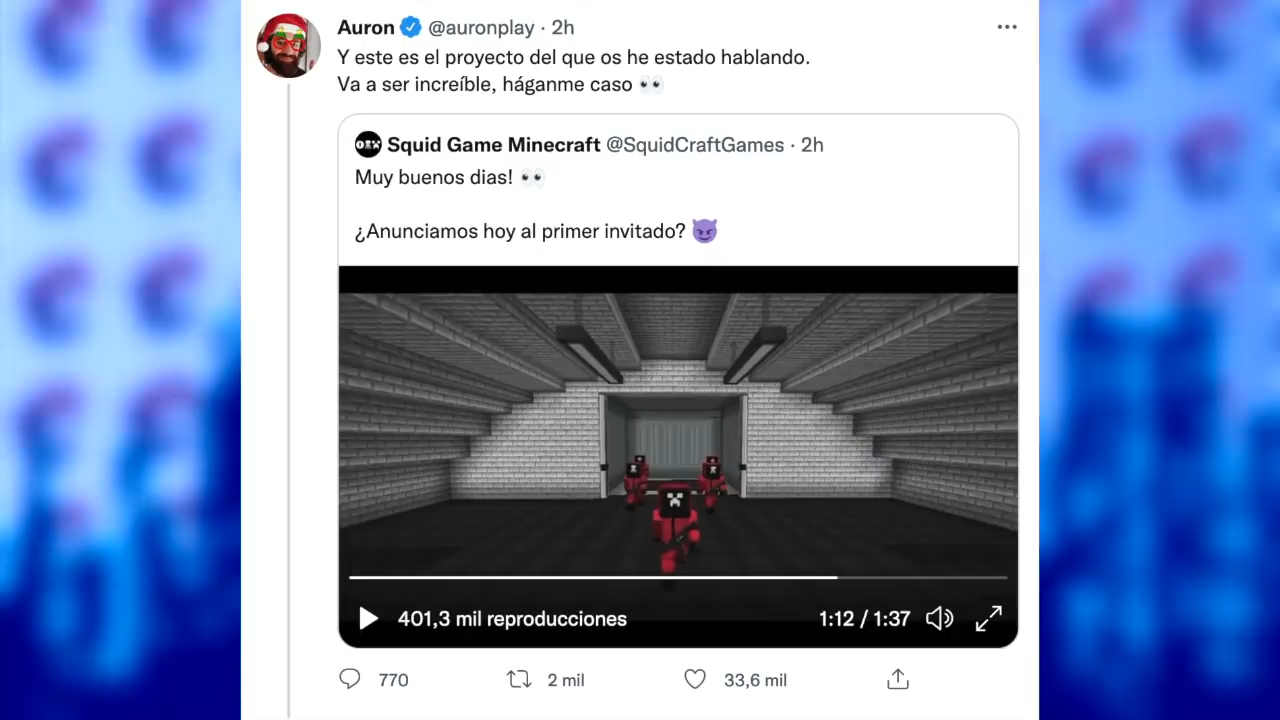 Auron @auronplay · 2h
Y este es el proyecto del que os he estado hablando.
Va a ser increíble, háganme caso 👀
Squid Game Minecraft @SquidCraftGames · 2h
Muy buenos dias! 👀
¿Anunciamos hoy al primer invitado? 😈
401,3 mil reproducciones
1:12 / 1:37
770
2 mil
33,6 mil